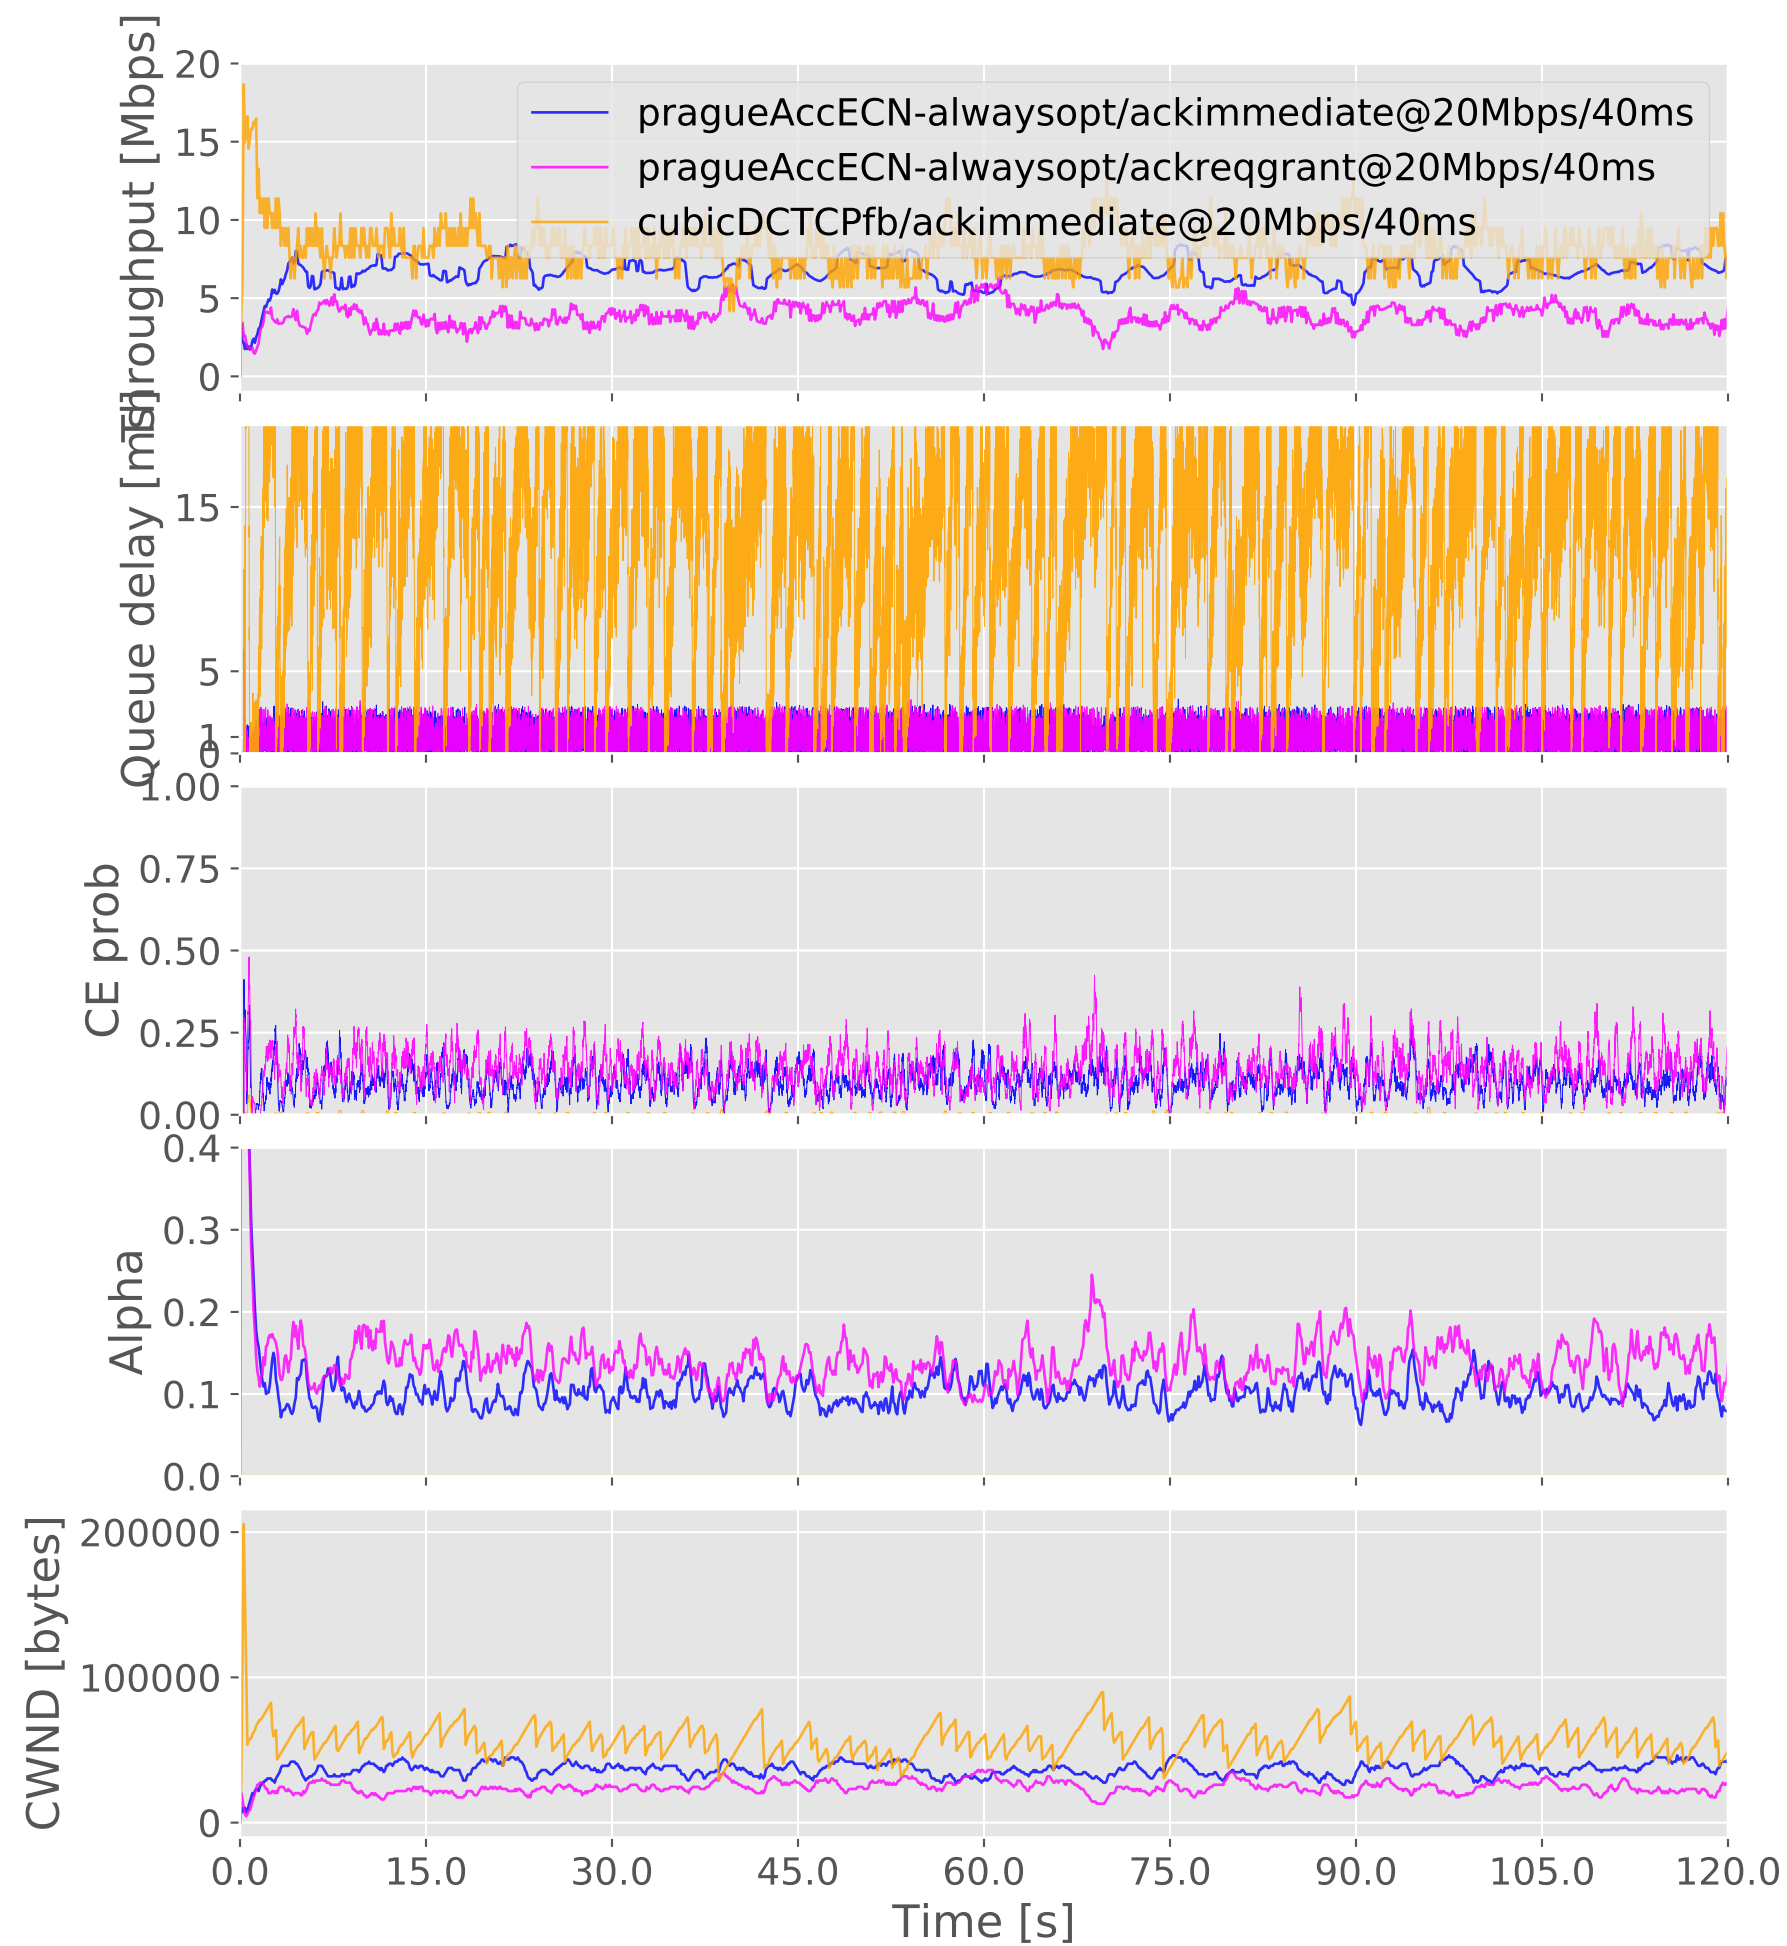 Throughput [Mbps]
20
15
10
5
0
pragueAccECN-alwaysopt/ackimmediate@20Mbps/40ms
pragueAccECN-alwaysopt/ackreqgrant@20Mbps/40ms
cubicDCTCPfb/ackimmediate@20Mbps/40ms
Queue delay [ms]
15
5
1
0
CE prob
1.00
0.75
0.50
0.25
0.00
Alpha
0.4
0.3
0.2
0.1
0.0
CWND [bytes]
200000
100000
0
0.0 15.0 30.0 45.0 60.0 75.0 90.0 105.0 120.0
Time [s]